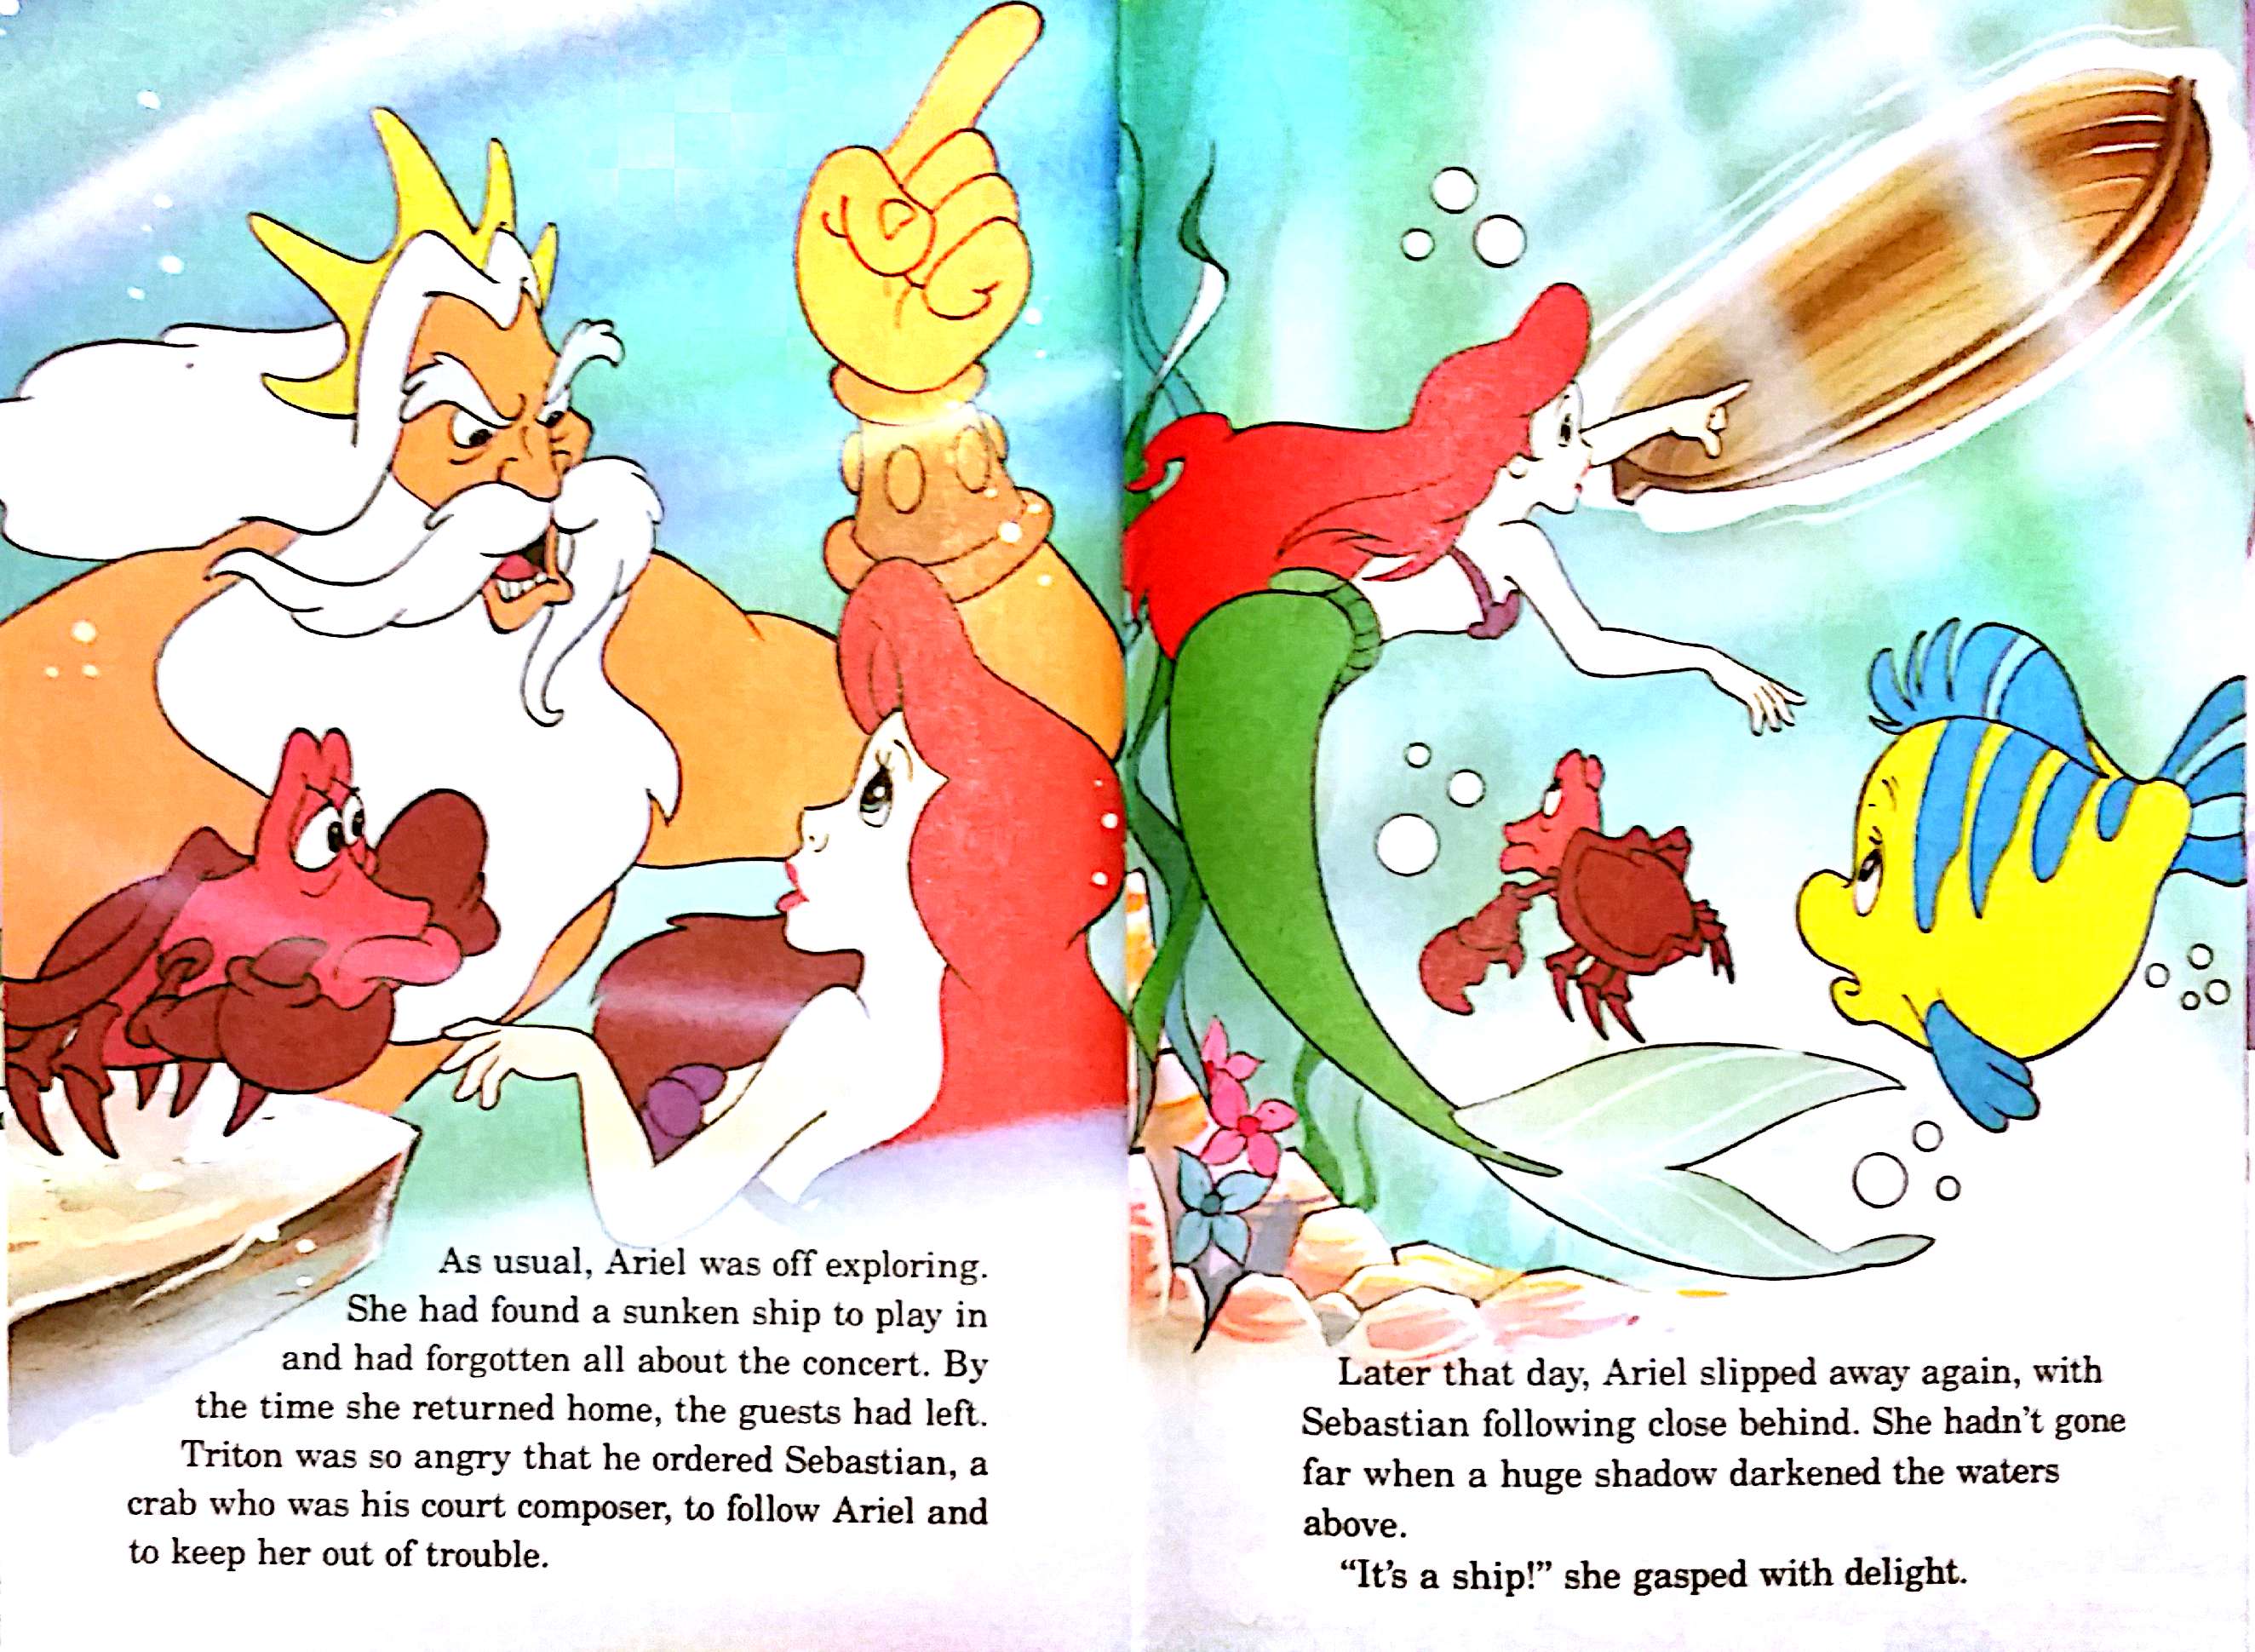 As usual, Ariel was off exploring.
She had found a sunken ship to play in
and had forgotten all about the concert. By
the time she returned home, the guests had left.
Triton was so angry that he ordered Sebastian, a
crab who was his court composer, to follow Ariel and
to keep her out of trouble.
Later that day, Ariel slipped away again, with
Sebastian following close behind. She hadn’t gone
far when a huge shadow darkened the waters
above.
“It’s a ship!” she gasped with delight.